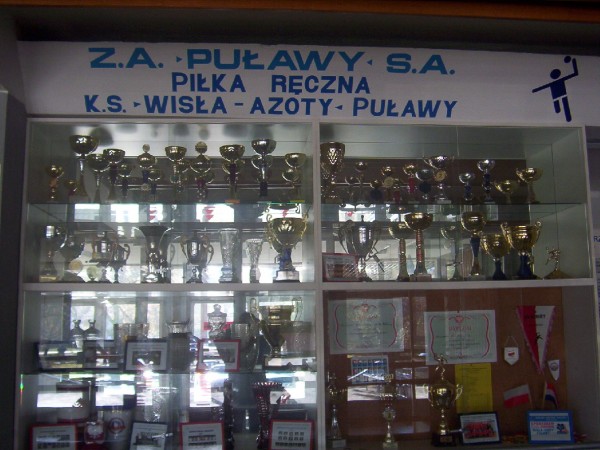 Z.A. ▸ PUŁAWY ◂ S.A.
PIŁKA RĘCZNA
K.S. ▸ WISŁA - AZOTY ◂ PUŁAWY